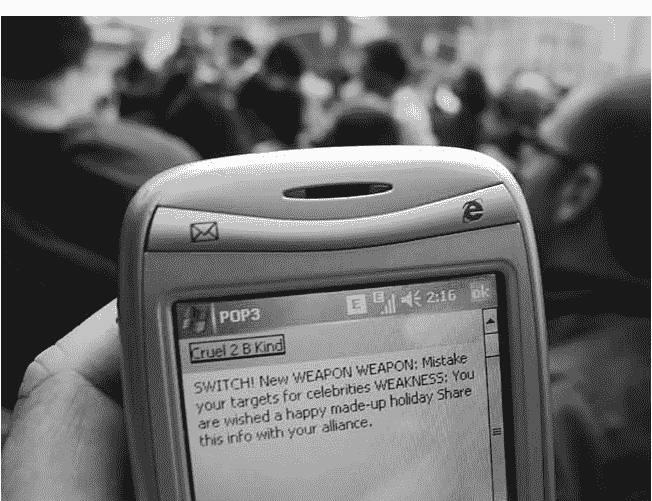 POP3 E E 2:16 ok
Cruel 2 B Kind
SWITCH! New WEAPON WEAPON: Mistake
your targets for celebrities WEAKNESS: You
are wished a happy made-up holiday Share
this info with your alliance.